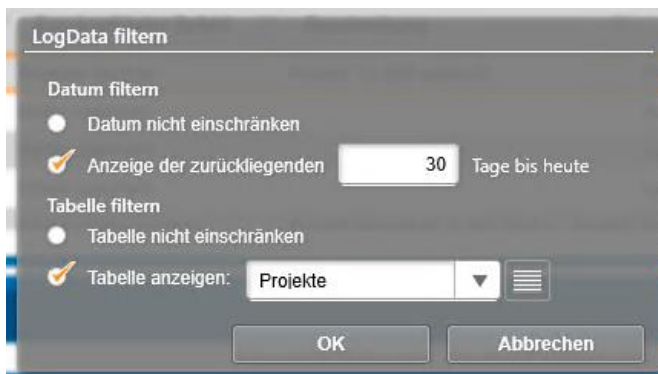 LogData filtern
Datum filtern
Datum nicht einschränken
Anzeige der zurückliegenden 30 Tage bis heute
Tabelle filtern
Tabelle nicht einschränken
Tabelle anzeigen: Projekte
OK Abbrechen